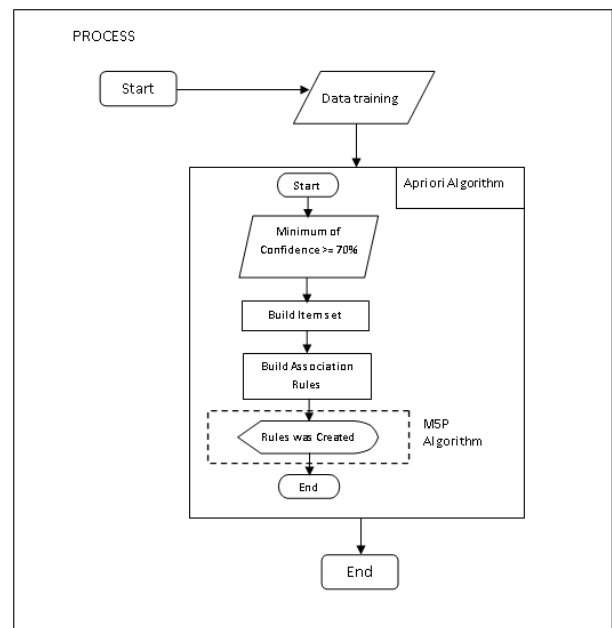 PROCESS
Start
Data training
Apriori Algorithm
Start
Minimum of
Confidence >= 70%
Build Item set
Build Association
Rules
Rules was Created
M5P
Algorithm
End
End